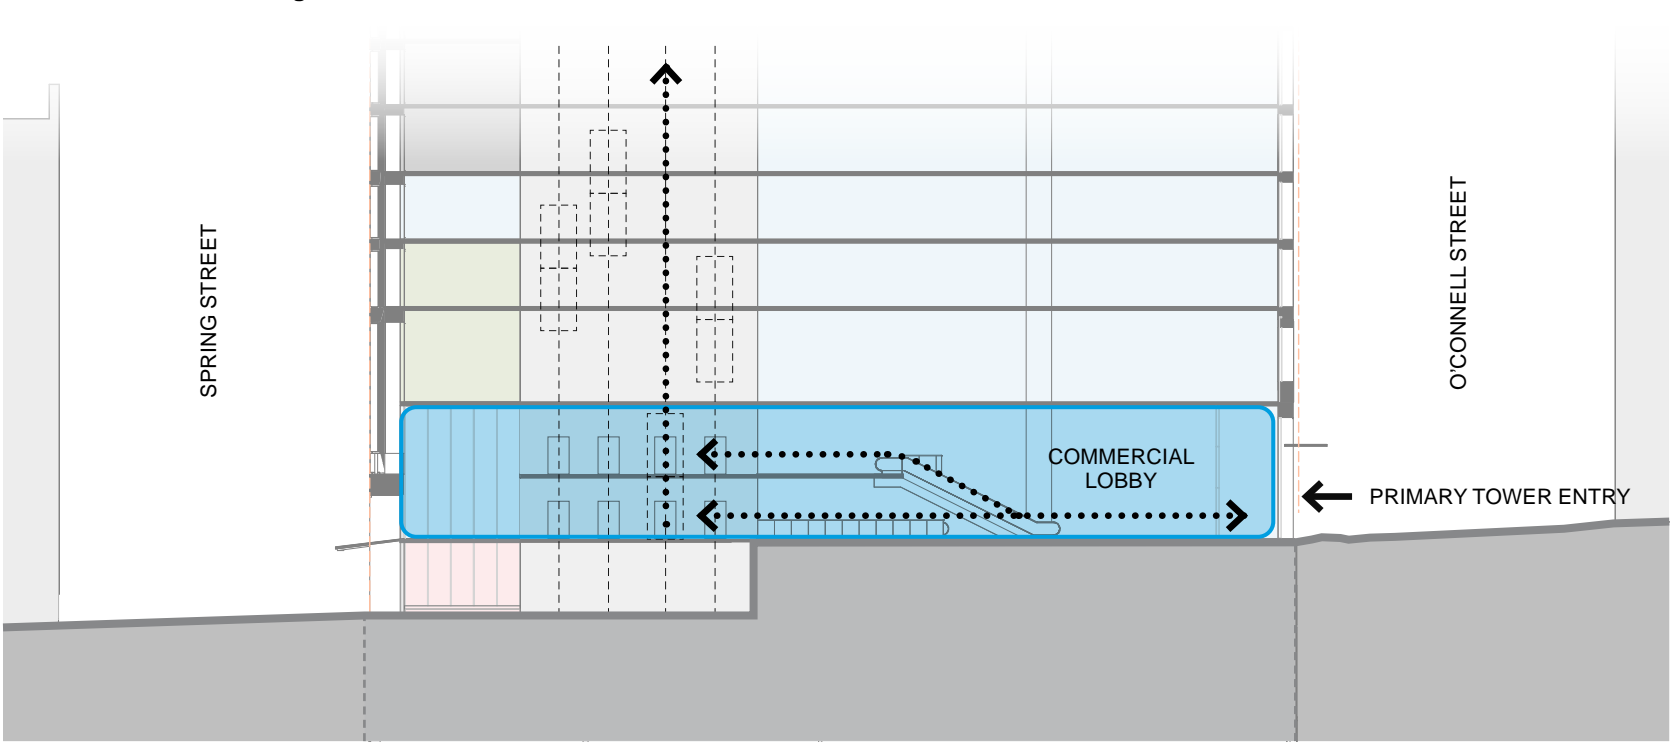 SPRING STREET
O'CONNELL STREET
COMMERCIAL
LOBBY
PRIMARY TOWER ENTRY